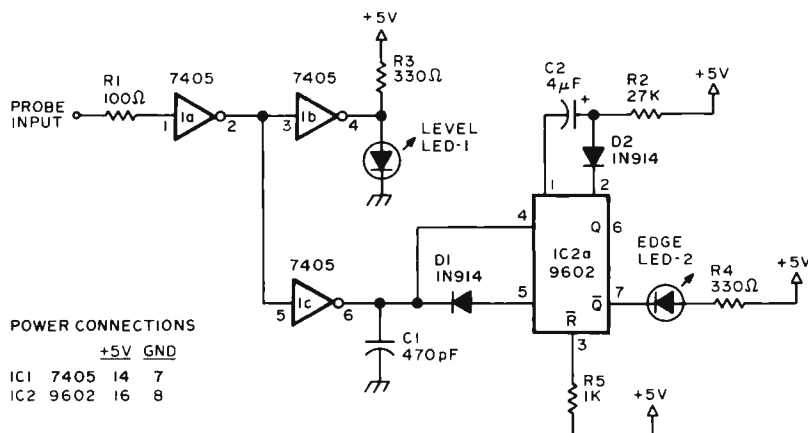 +5V
R3
330Ω
7405
7405
R1
100Ω
PROBE
INPUT
1a
1
2
1b
3
4
LEVEL
LED-1
C2
4µF
+
R2
27K
+5V
D2
1N914
1
2
4
Q
6
IC2a
9602
EDGE
LED-2
+5V
R4
330Ω
7405
1c
5
6
D1
1N914
5
Q
7
R
3
C1
470pF
R5
1K
+5V
POWER CONNECTIONS
+5V GND
IC1 7405 14 7
IC2 9602 16 8